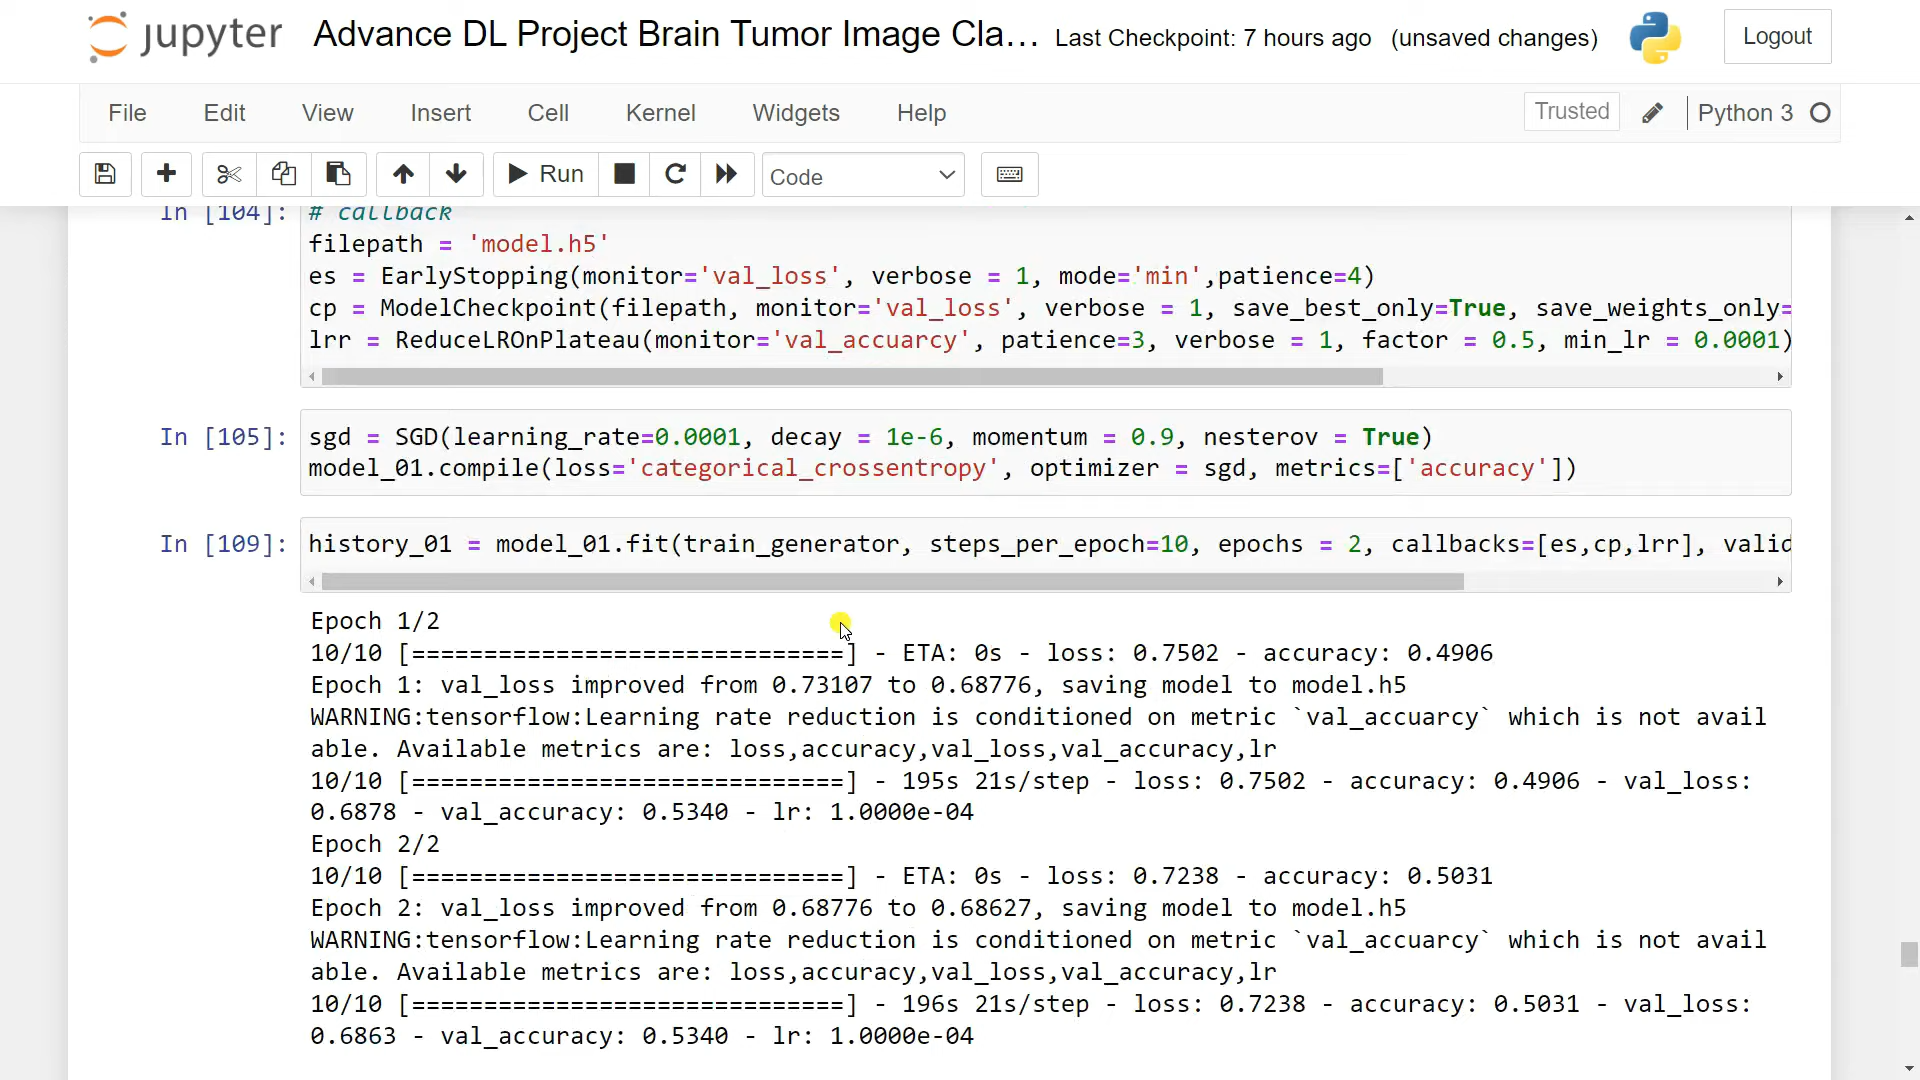 jupyter Advance DL Project Brain Tumor Image Cla... Last Checkpoint: 7 hours ago (unsaved changes) Logout
File Edit View Insert Cell Kernel Widgets Help Trusted Python 3
Run Code
In [104]: # callback
filepath = 'model.h5'
es = EarlyStopping(monitor='val_loss', verbose = 1, mode='min',patience=4)
cp = ModelCheckpoint(filepath, monitor='val_loss', verbose = 1, save_best_only=True, save_weights_only=
lrr = ReduceLROnPlateau(monitor='val_accuarcy', patience=3, verbose = 1, factor = 0.5, min_lr = 0.0001)
In [105]: sgd = SGD(learning_rate=0.0001, decay = 1e-6, momentum = 0.9, nesterov = True)
model_01.compile(loss='categorical_crossentropy', optimizer = sgd, metrics=['accuracy'])
In [109]: history_01 = model_01.fit(train_generator, steps_per_epoch=10, epochs = 2, callbacks=[es,cp,lrr], valid
Epoch 1/2
10/10 [==============================] - ETA: 0s - loss: 0.7502 - accuracy: 0.4906
Epoch 1: val_loss improved from 0.73107 to 0.68776, saving model to model.h5
WARNING:tensorflow:Learning rate reduction is conditioned on metric `val_accuarcy` which is not avail
able. Available metrics are: loss,accuracy,val_loss,val_accuracy,lr
10/10 [==============================] - 195s 21s/step - loss: 0.7502 - accuracy: 0.4906 - val_loss:
0.6878 - val_accuracy: 0.5340 - lr: 1.0000e-04
Epoch 2/2
10/10 [==============================] - ETA: 0s - loss: 0.7238 - accuracy: 0.5031
Epoch 2: val_loss improved from 0.68776 to 0.68627, saving model to model.h5
WARNING:tensorflow:Learning rate reduction is conditioned on metric `val_accuarcy` which is not avail
able. Available metrics are: loss,accuracy,val_loss,val_accuracy,lr
10/10 [==============================] - 196s 21s/step - loss: 0.7238 - accuracy: 0.5031 - val_loss:
0.6863 - val_accuracy: 0.5340 - lr: 1.0000e-04